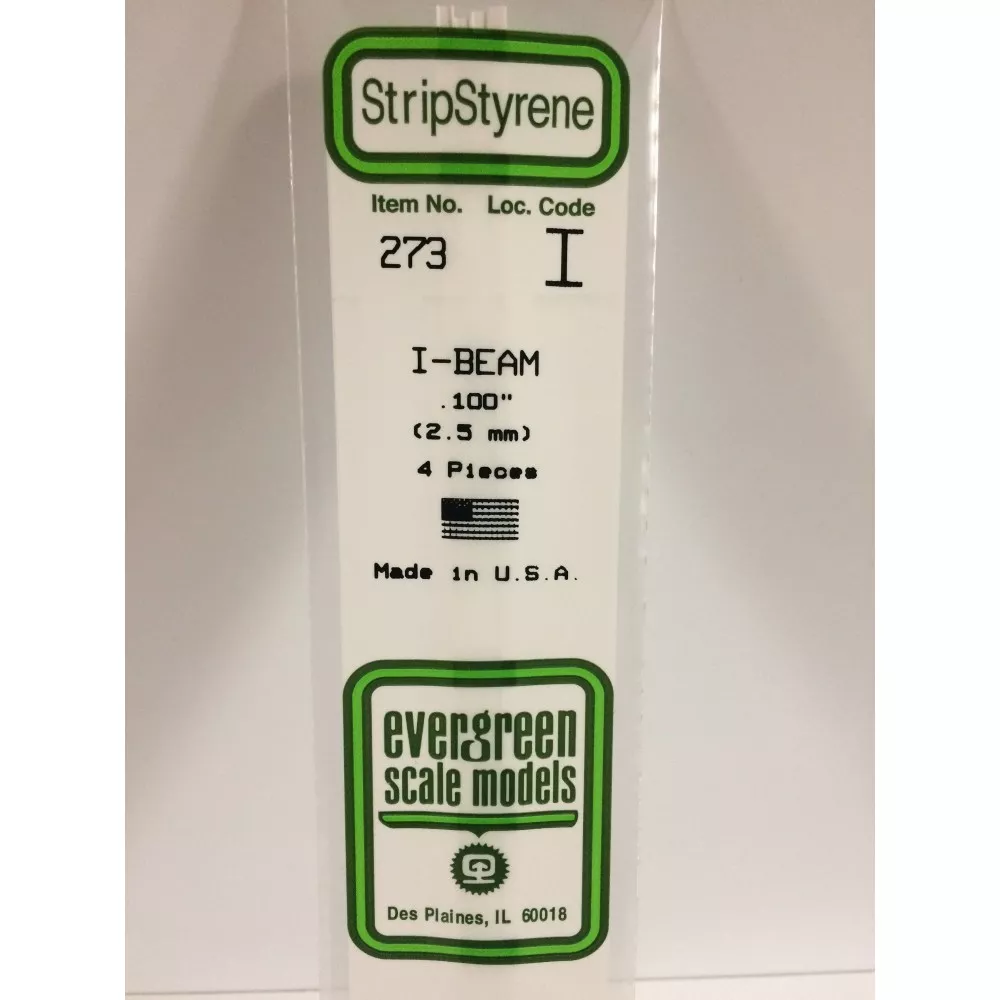 StripStyrene
Item No. Loc. Code
273 I
I-BEAM
.100"
(2.5 mm)
4 Pieces
Made in U.S.A.
evergreen
scale models
Des Plaines, IL 60018